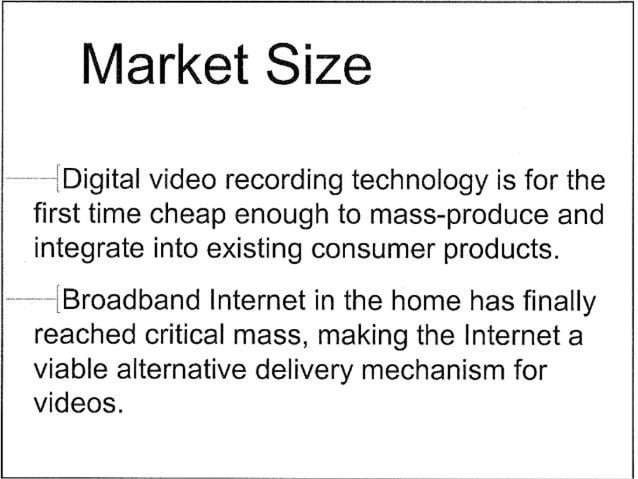 Market Size
Digital video recording technology is for the
first time cheap enough to mass-produce and
integrate into existing consumer products.
Broadband Internet in the home has finally
reached critical mass, making the Internet a
viable alternative delivery mechanism for
videos.